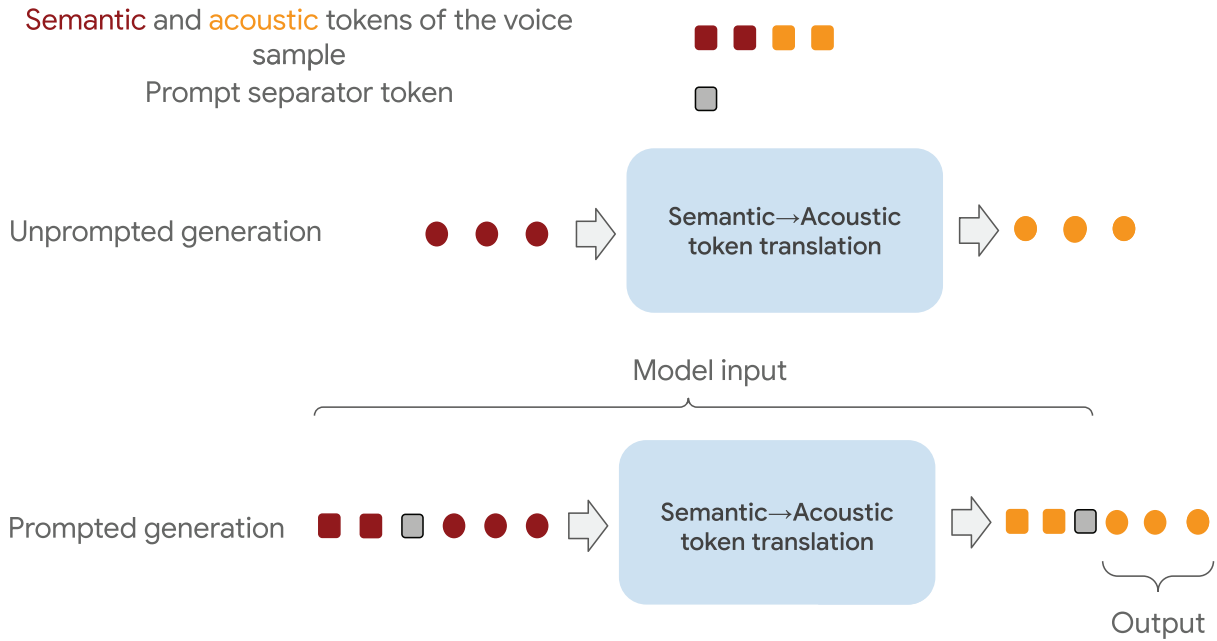 Semantic and acoustic tokens of the voice
sample
Prompt separator token
Unprompted generation
Semantic→Acoustic
token translation
Model input
Prompted generation
Semantic→Acoustic
token translation
Output